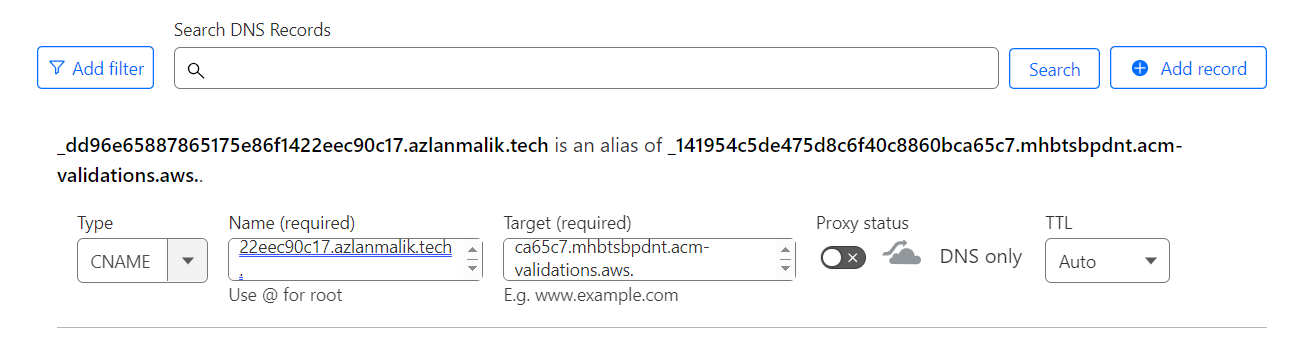 Search DNS Records
Add filter
Search
Add record
_dd96e65887865175e86f1422eec90c17.azlanmalik.tech is an alias of _141954c5de475d8c6f40c8860bca65c7.mhbtsbpdnt.acm-
validations.aws..
Type
Name (required)
Target (required)
Proxy status
TTL
CNAME
22eec90c17.azlanmalik.tech
.
ca65c7.mhbtsbpdnt.acm-
validations.aws.
DNS only
Auto
Use @ for root
E.g. www.example.com